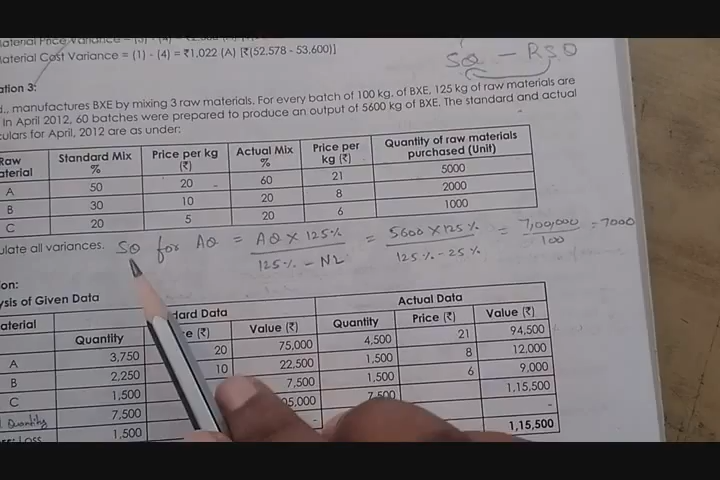 aterial Price Variance = (3) - (4) =
aterial Cost Variance = (1) - (4) = ₹1,022 (A) [₹(52,578 - 53,600)]
SQ - RSQ
ation 3:
d., manufactures BXE by mixing 3 raw materials. For every batch of 100 kg. of BXE, 125 kg of raw materials are
In April 2012, 60 batches were prepared to produce an output of 5600 kg of BXE. The standard and actual
culars for April, 2012 are as under:
Raw aterial Standard Mix % Price per kg (₹) Actual Mix % Price per kg (₹) Quantity of raw materials purchased (Unit)
A 50 20 60 21 5000
B 30 10 20 8 2000
C 20 5 20 6 1000
ulate all variances. SQ for AQ = AQ X 125% / 125% - NL = 5600 X 125% / 125% - 25% = 7,00,000 / 100 = 7000
ion:
ysis of Given Data
aterial dard Data Actual Data
Quantity ce (₹) Value (₹) Quantity Price (₹) Value (₹)
A 3,750 20 75,000 4,500 21 94,500
B 2,250 10 22,500 1,500 8 12,000
C 1,500 7,500 1,500 6 9,000
Quantity 7,500 05,000 7,500 1,15,500
Loss 1,500 - -
1,15,500